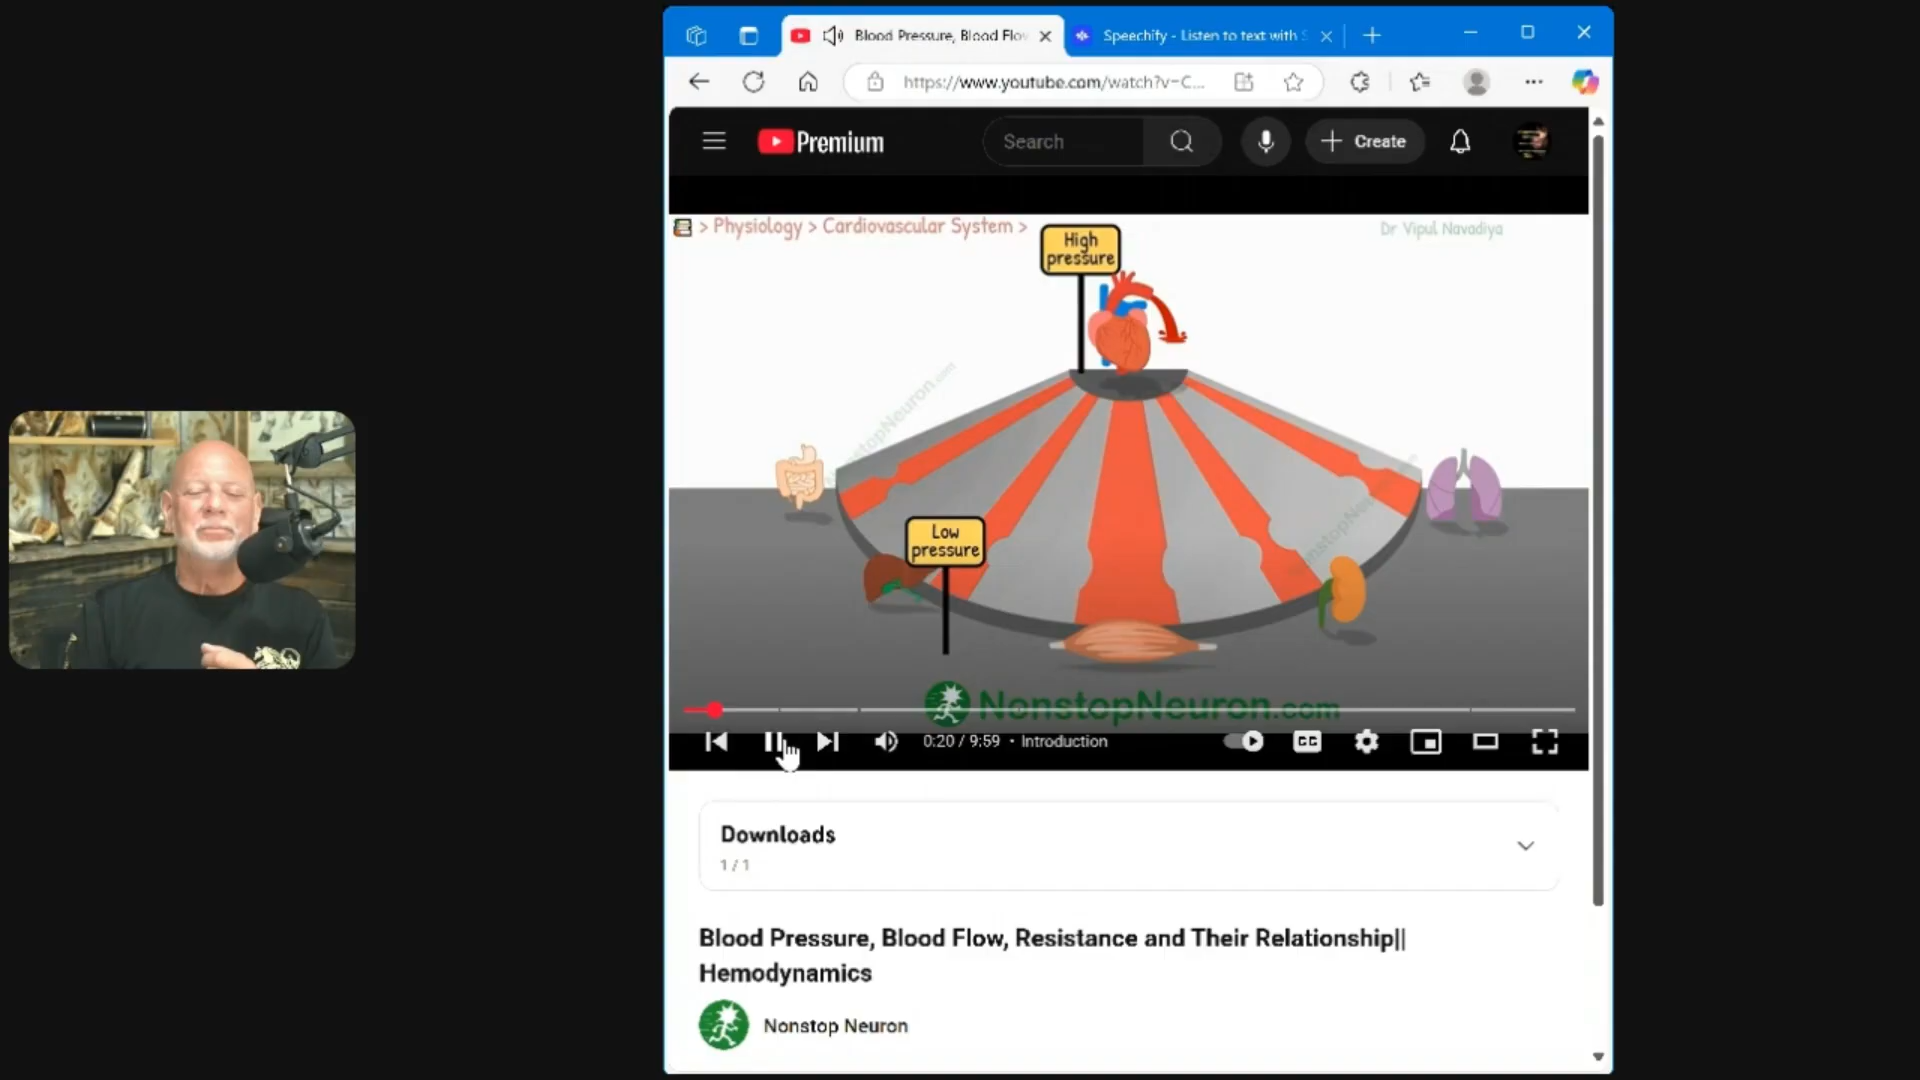 Blood Pressure, Blood Flo
Speechify - Listen to text with S
https://www.youtube.com/watch?v=C...
Premium
Search
Create
> Physiology > Cardiovascular System >
Dr Vipul Navadiya
High
pressure
Low
pressure
NonstopNeuron.com
CC
0:20 / 9:59 • Introduction
Downloads
1 / 1
Blood Pressure, Blood Flow, Resistance and Their Relationship||
Hemodynamics
Nonstop Neuron